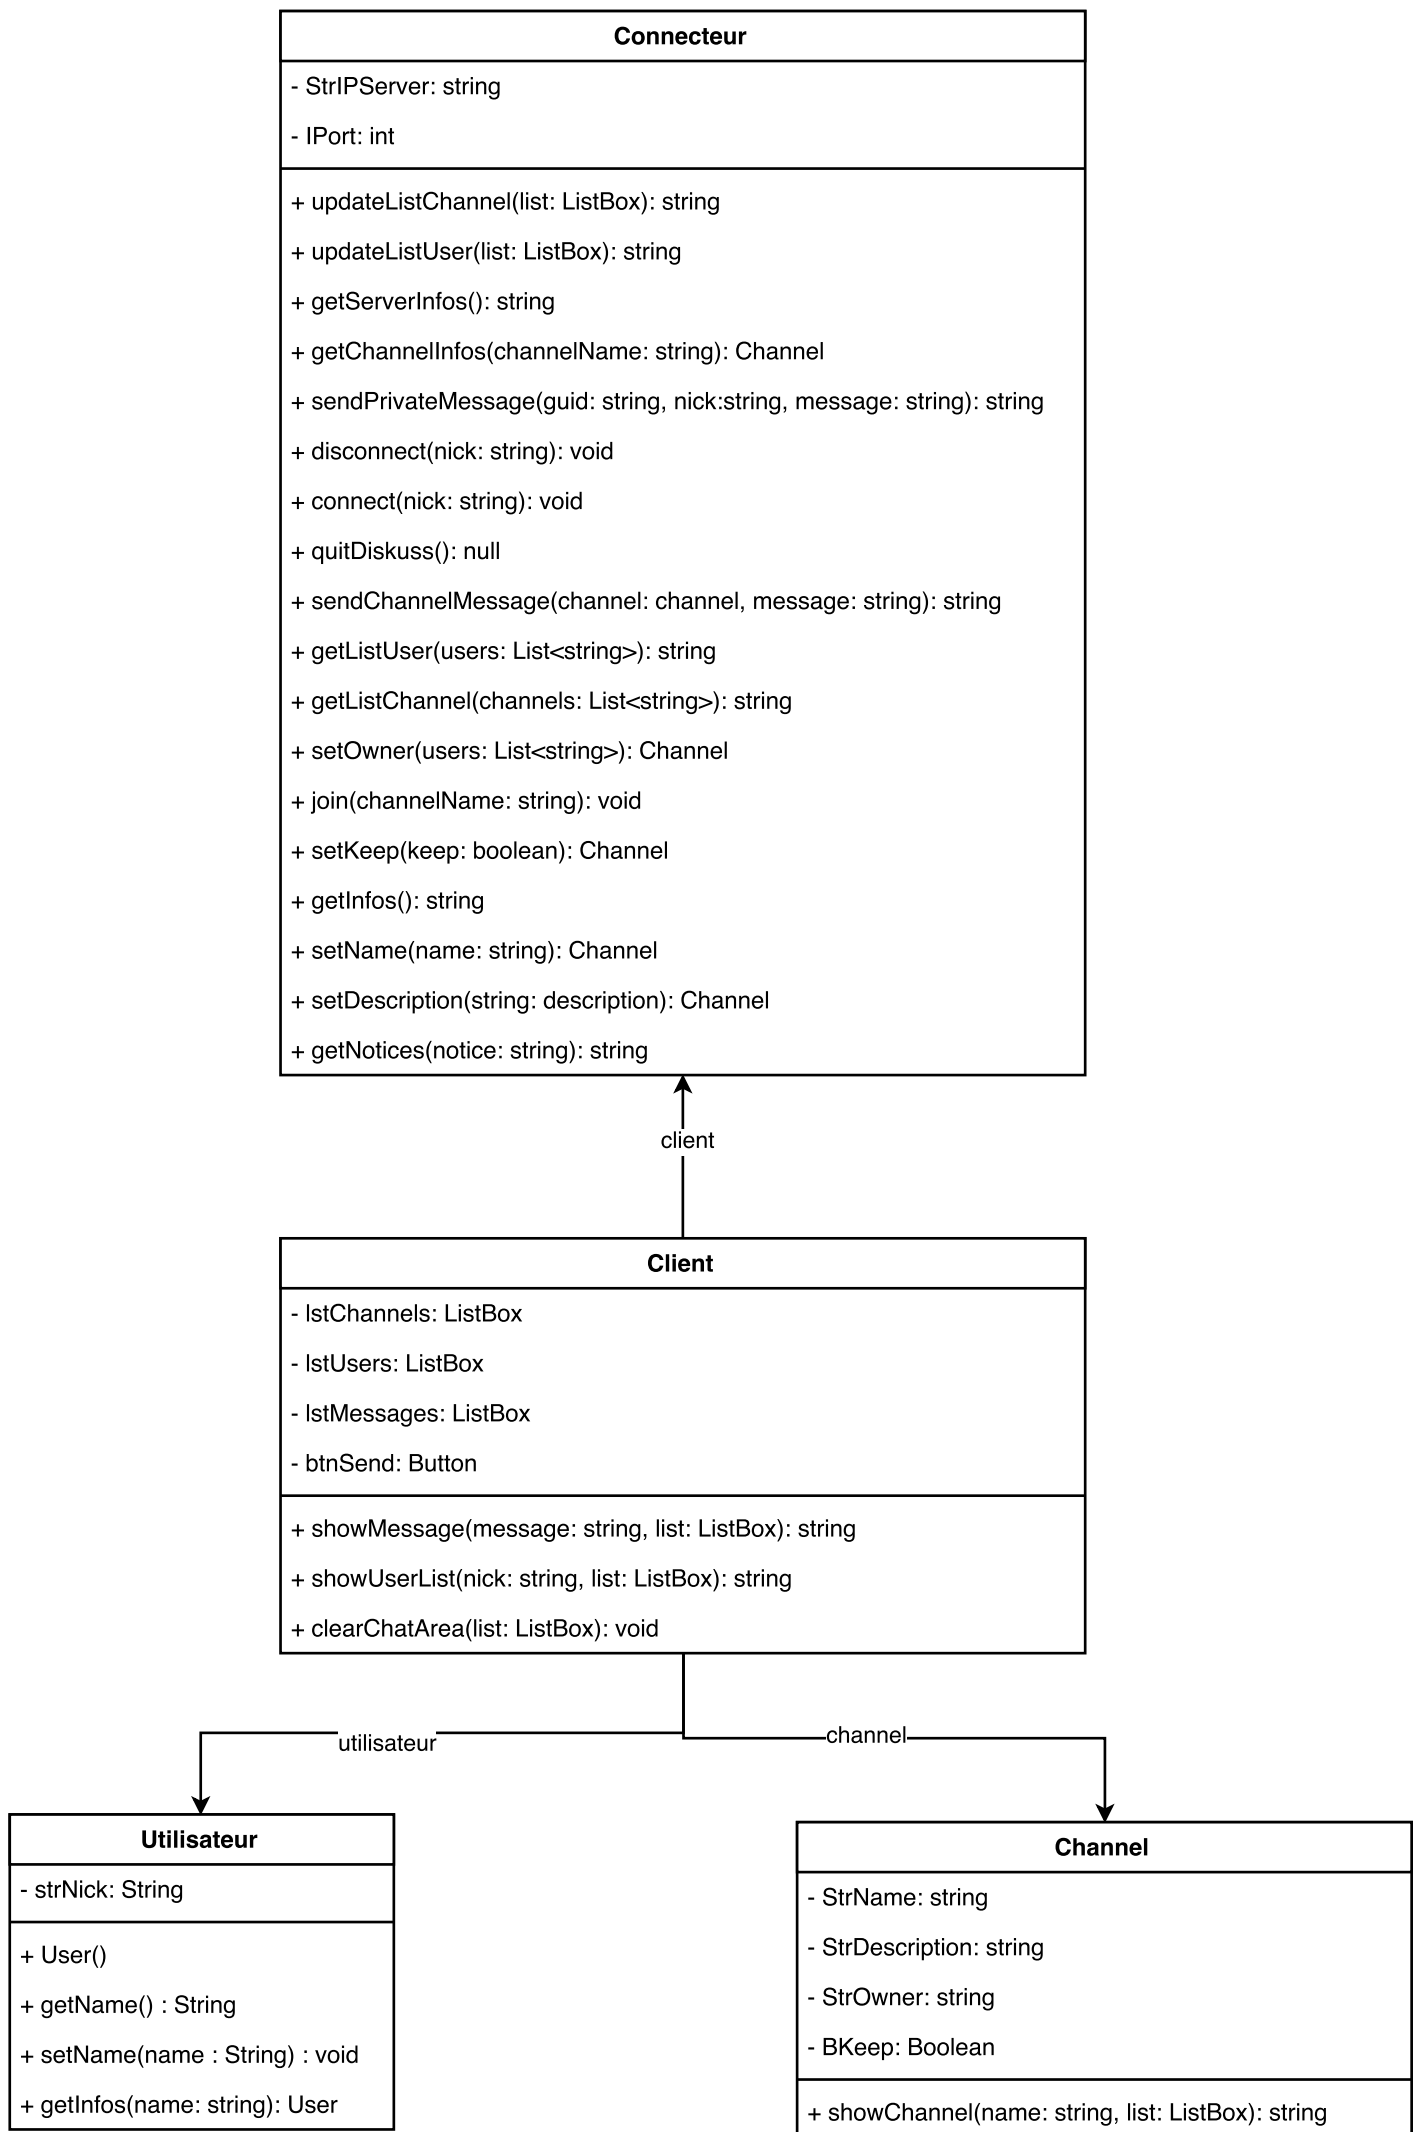 Connecteur
- StrIPServer: string
- IPort: int
+ updateListChannel(list: ListBox): string
+ updateListUser(list: ListBox): string
+ getServerInfos(): string
+ getChannelInfos(channelName: string): Channel
+ sendPrivateMessage(guid: string, nick:string, message: string): string
+ disconnect(nick: string): void
+ connect(nick: string): void
+ quitDiskuss(): null
+ sendChannelMessage(channel: channel, message: string): string
+ getListUser(users: List<string>): string
+ getListChannel(channels: List<string>): string
+ setOwner(users: List<string>): Channel
+ join(channelName: string): void
+ setKeep(keep: boolean): Channel
+ getInfos(): string
+ setName(name: string): Channel
+ setDescription(string: description): Channel
+ getNotices(notice: string): string
client
Client
- lstChannels: ListBox
- lstUsers: ListBox
- lstMessages: ListBox
- btnSend: Button
+ showMessage(message: string, list: ListBox): string
+ showUserList(nick: string, list: ListBox): string
+ clearChatArea(list: ListBox): void
utilisateur
channel
Utilisateur
- strNick: String
+ User()
+ getName() : String
+ setName(name : String) : void
+ getInfos(name: string): User
Channel
- StrName: string
- StrDescription: string
- StrOwner: string
- BKeep: Boolean
+ showChannel(name: string, list: ListBox): string